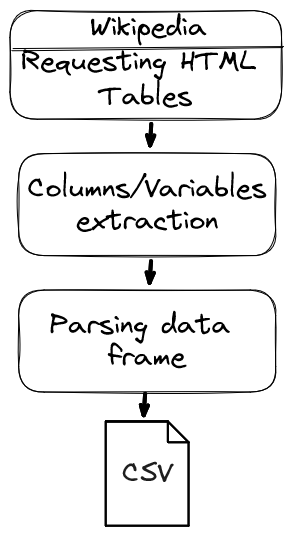 Wikipedia
Requesting HTML
Tables
Columns/Variables
extraction
Parsing data
frame
CSV